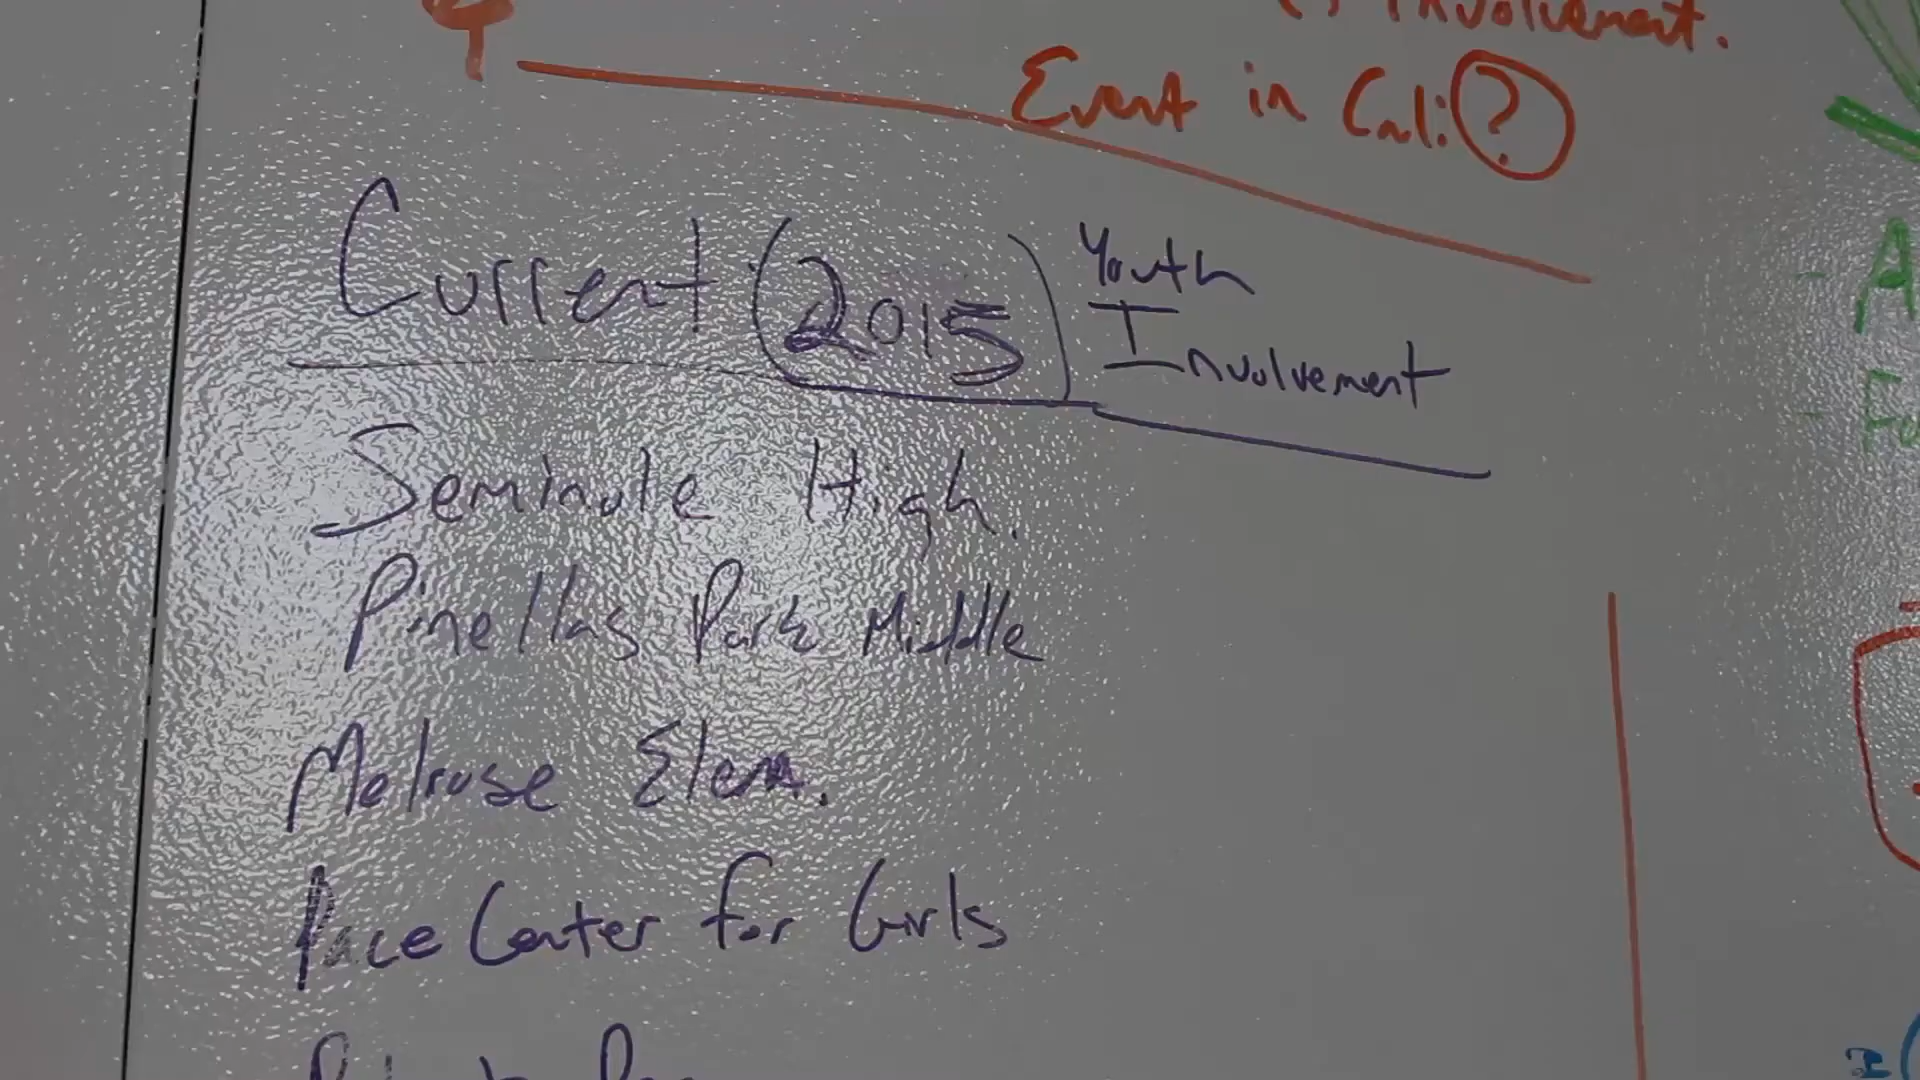 Involvement.
Event in Cali ?
Current (2015) Youth
Involvement
Seminole High.
Pinellas Park Middle
Melrose Elem.
Pace Center for Girls